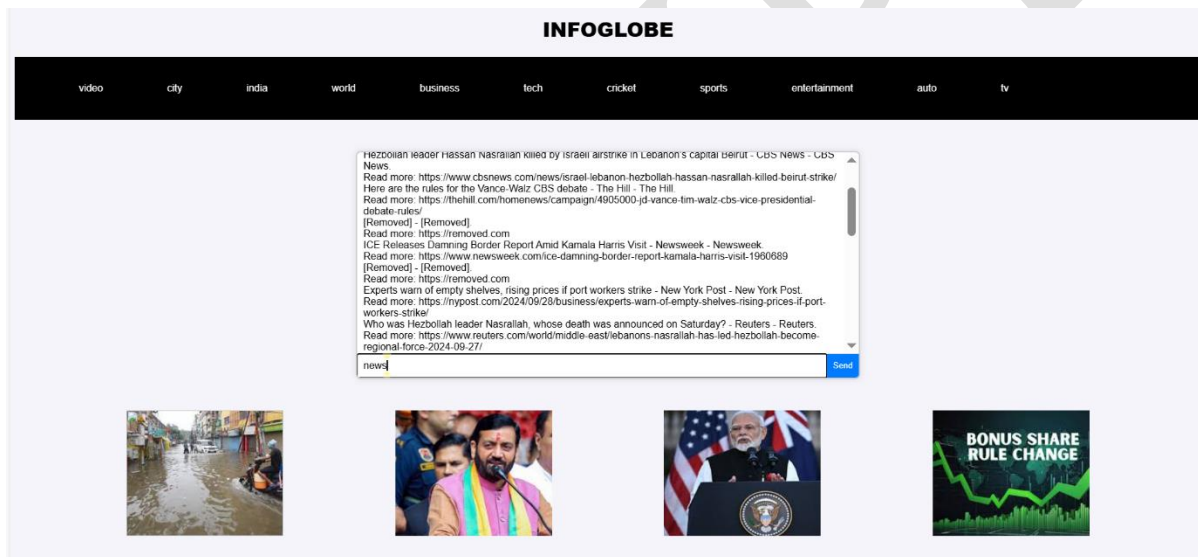 INFOGLOBE
video city india world business tech cricket sports entertainment auto tv
Hezbollah leader Hassan Nasrallah killed by Israeli airstrike in Lebanon's capital Beirut - CBS News - CBS
News.
Read more: https://www.cbsnews.com/news/israel-lebanon-hezbollah-hassan-nasrallah-killed-beirut-strike/
Here are the rules for the Vance-Walz CBS debate - The Hill - The Hill.
Read more: https://thehill.com/homenews/campaign/4905000-jd-vance-tim-walz-cbs-vice-presidential-
debate-rules/
[Removed] - [Removed].
Read more: https://removed.com
ICE Releases Damning Border Report Amid Kamala Harris Visit - Newsweek - Newsweek.
Read more: https://www.newsweek.com/ice-damning-border-report-kamala-harris-visit-1960689
[Removed] - [Removed].
Read more: https://removed.com
Experts warn of empty shelves, rising prices if port workers strike - New York Post - New York Post.
Read more: https://nypost.com/2024/09/28/business/experts-warn-of-empty-shelves-rising-prices-if-port-
workers-strike/
Who was Hezbollah leader Nasrallah, whose death was announced on Saturday? - Reuters - Reuters.
Read more: https://www.reuters.com/world/middle-east/lebanons-nasrallah-has-led-hezbollah-become-
regional-force-2024-09-27/
news
Send
BONUS SHARE
RULE CHANGE